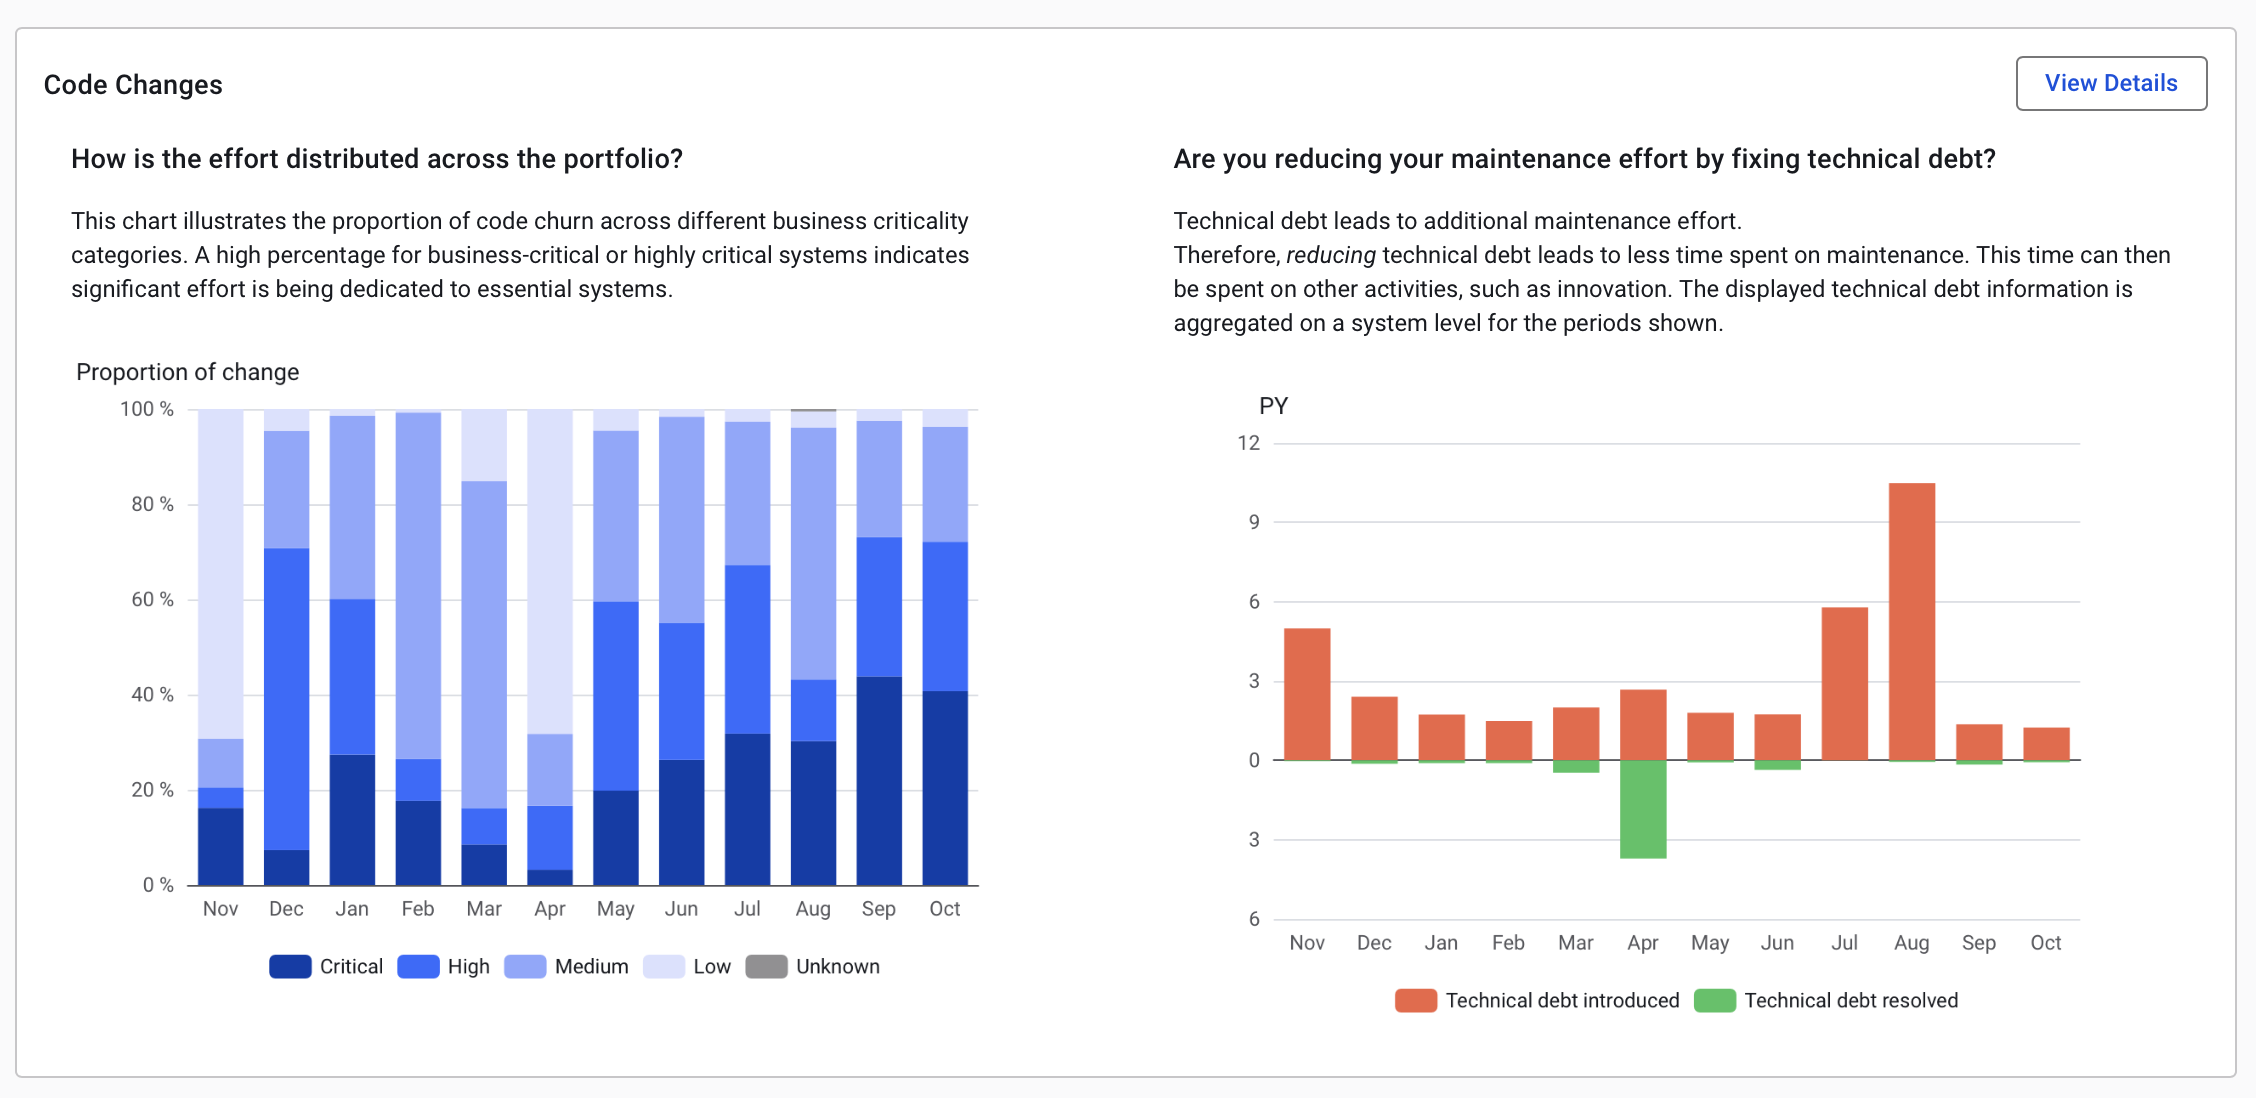 Code Changes
View Details
How is the effort distributed across the portfolio?
This chart illustrates the proportion of code churn across different business criticality
categories. A high percentage for business-critical or highly critical systems indicates
significant effort is being dedicated to essential systems.
Proportion of change
100 %
80 %
60 %
40 %
20 %
0 %
Nov Dec Jan Feb Mar Apr May Jun Jul Aug Sep Oct
Critical High Medium Low Unknown
Are you reducing your maintenance effort by fixing technical debt?
Technical debt leads to additional maintenance effort.
Therefore, reducing technical debt leads to less time spent on maintenance. This time can then
be spent on other activities, such as innovation. The displayed technical debt information is
aggregated on a system level for the periods shown.
PY
12
9
6
3
0
3
6
Nov Dec Jan Feb Mar Apr May Jun Jul Aug Sep Oct
Technical debt introduced Technical debt resolved